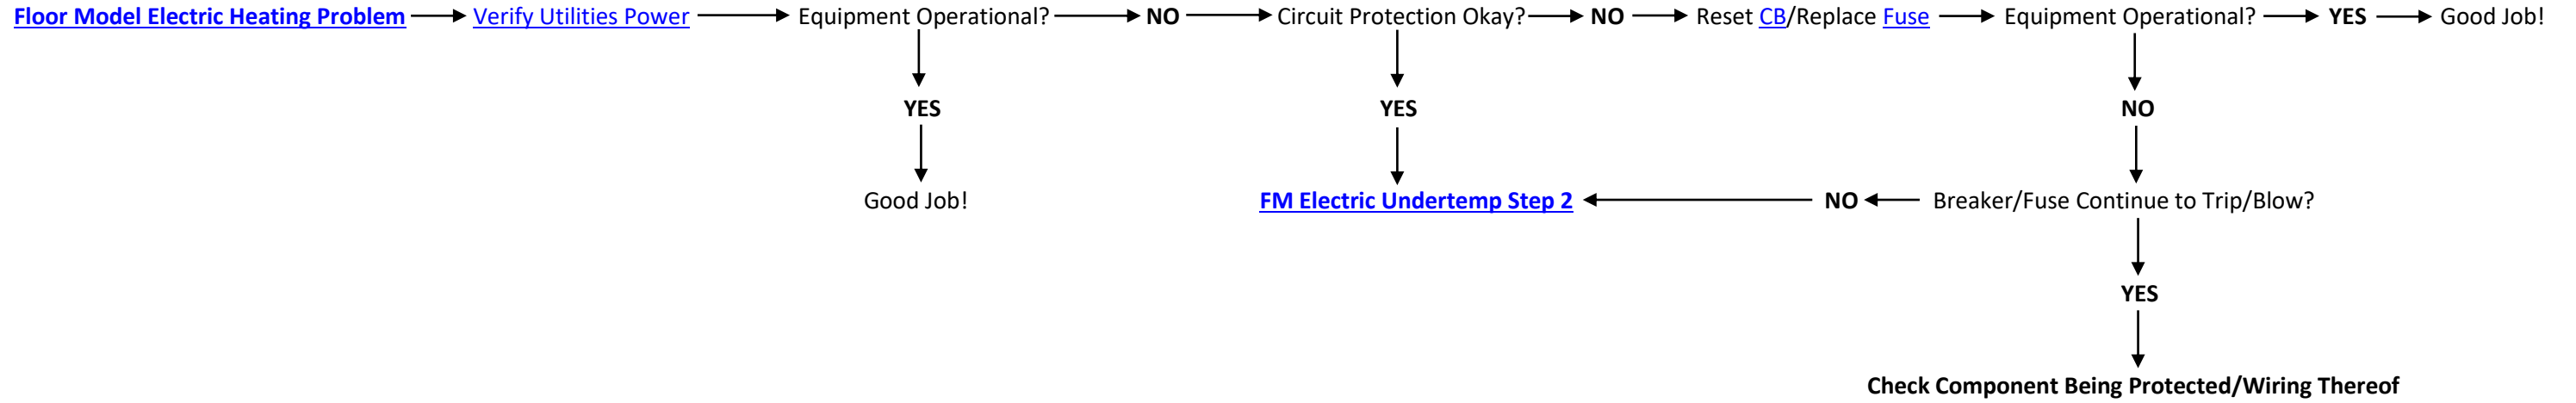 Floor Model Electric Heating Problem Verify Utilities Power Equipment Operational? NO Circuit Protection Okay? NO Reset CB/Replace Fuse Equipment Operational? YES Good Job!
YES YES NO
Good Job! FM Electric Undertemp Step 2 NO Breaker/Fuse Continue to Trip/Blow?
YES
Check Component Being Protected/Wiring Thereof